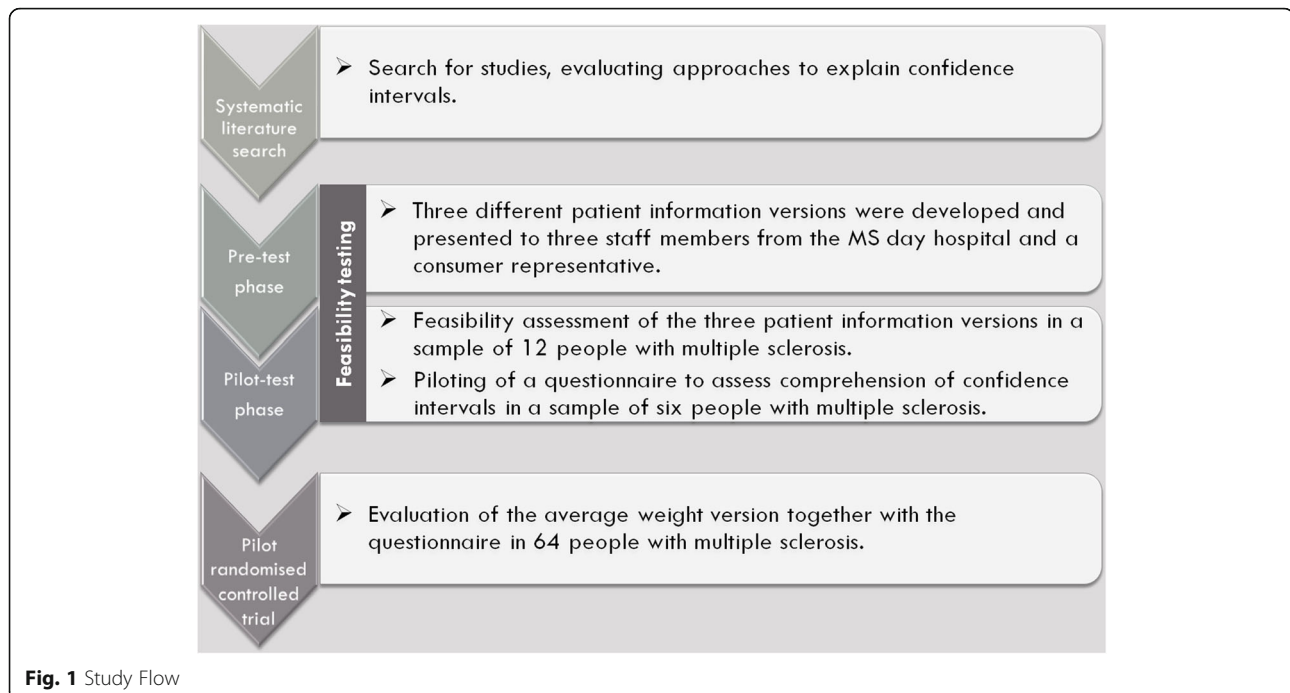 Systematic
literature
search
➤ Search for studies, evaluating approaches to explain confidence
intervals.
Feasibility testing
Pre-test
phase
➤ Three different patient information versions were developed and
presented to three staff members from the MS day hospital and a
consumer representative.
Pilot-test
phase
➤ Feasibility assessment of the three patient information versions in a
sample of 12 people with multiple sclerosis.
➤ Piloting of a questionnaire to assess comprehension of confidence
intervals in a sample of six people with multiple sclerosis.
Pilot
randomised
controlled
trial
➤ Evaluation of the average weight version together with the
questionnaire in 64 people with multiple sclerosis.
Fig. 1 Study Flow